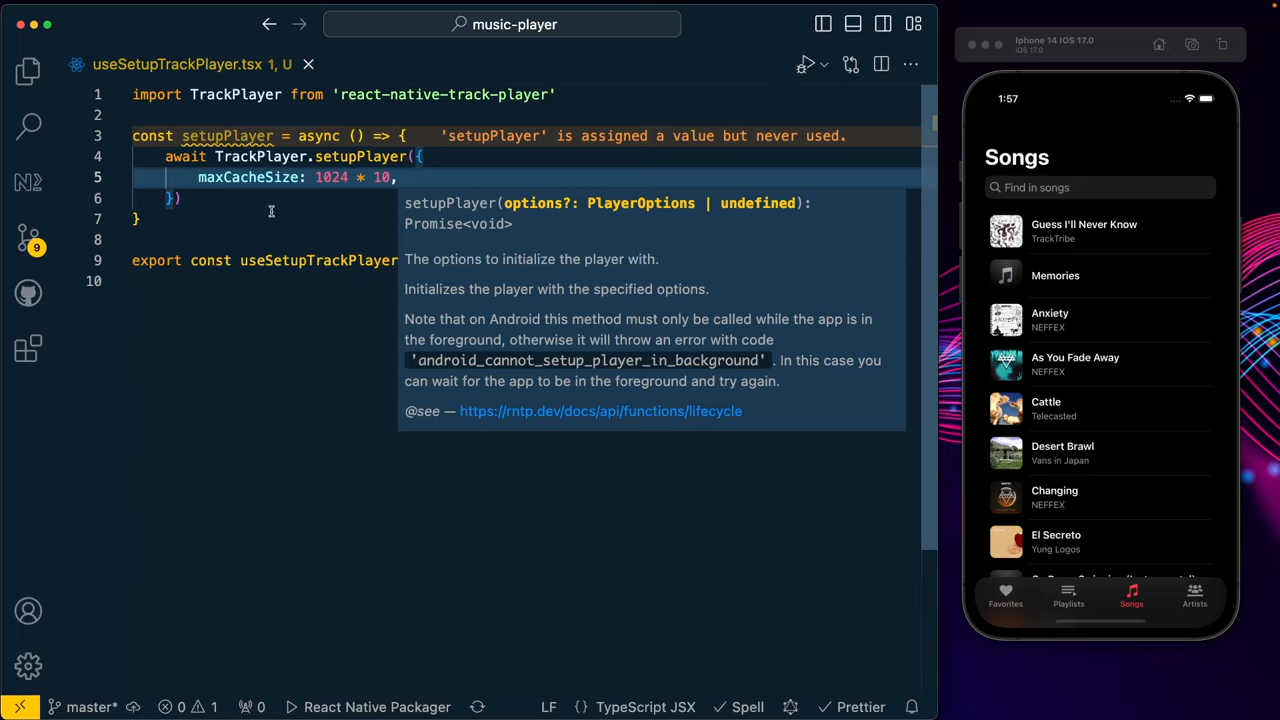 music-player
useSetupTrackPlayer.tsx 1, U
1 import TrackPlayer from 'react-native-track-player'
2
3 const setupPlayer = async () => { 'setupPlayer' is assigned a value but never used.
4 await TrackPlayer.setupPlayer({
5 maxCacheSize: 1024 * 10,
6 })
7 }
8
9 export const useSetupTrackPlayer
10
setupPlayer(options?: PlayerOptions | undefined):
Promise<void>
The options to initialize the player with.
Initializes the player with the specified options.
Note that on Android this method must only be called while the app is in
the foreground, otherwise it will throw an error with code
'android_cannot_setup_player_in_background'. In this case you
can wait for the app to be in the foreground and try again.
@see — https://rntp.dev/docs/api/functions/lifecycle
9
master* 0 1 0 React Native Packager LF {} TypeScript JSX Spell Prettier
Iphone 14 IOS 17.0
iOS 17.0
1:57
Songs
Find in songs
Guess I'll Never Know
TrackTribe
Memories
Anxiety
NEFFEX
As You Fade Away
NEFFEX
Cattle
Telecasted
Desert Brawl
Vans in Japan
Changing
NEFFEX
El Secreto
Yung Logos
Favorites Playlists Songs Artists